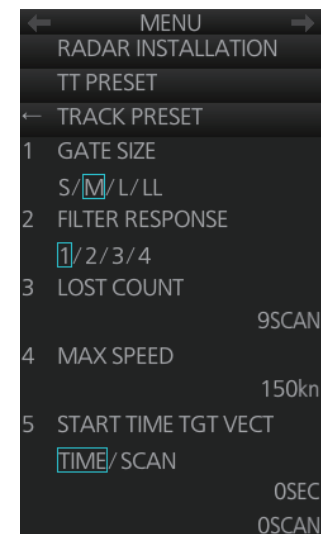 ← MENU →
RADAR INSTALLATION
TT PRESET
← TRACK PRESET
1 GATE SIZE
S/M/L/LL
2 FILTER RESPONSE
1/2/3/4
3 LOST COUNT
9SCAN
4 MAX SPEED
150kn
5 START TIME TGT VECT
TIME/SCAN
0SEC
0SCAN